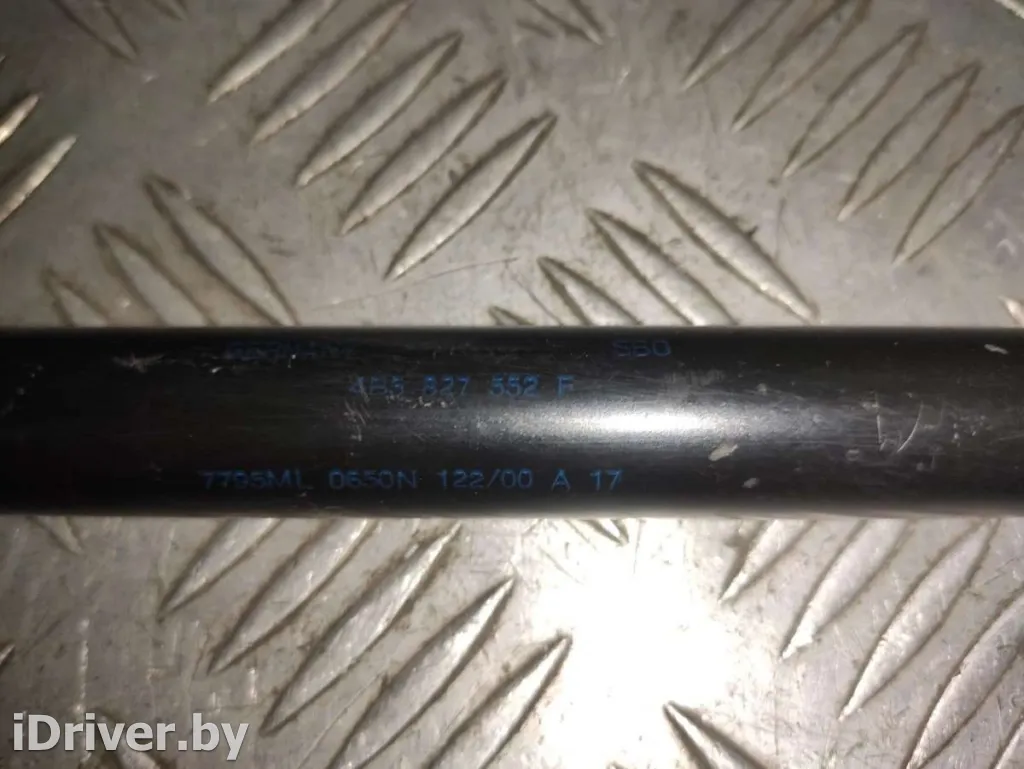 SBO
4B5 827 552 F
7795ML 0650N 122/00 A 17
iDriver.by